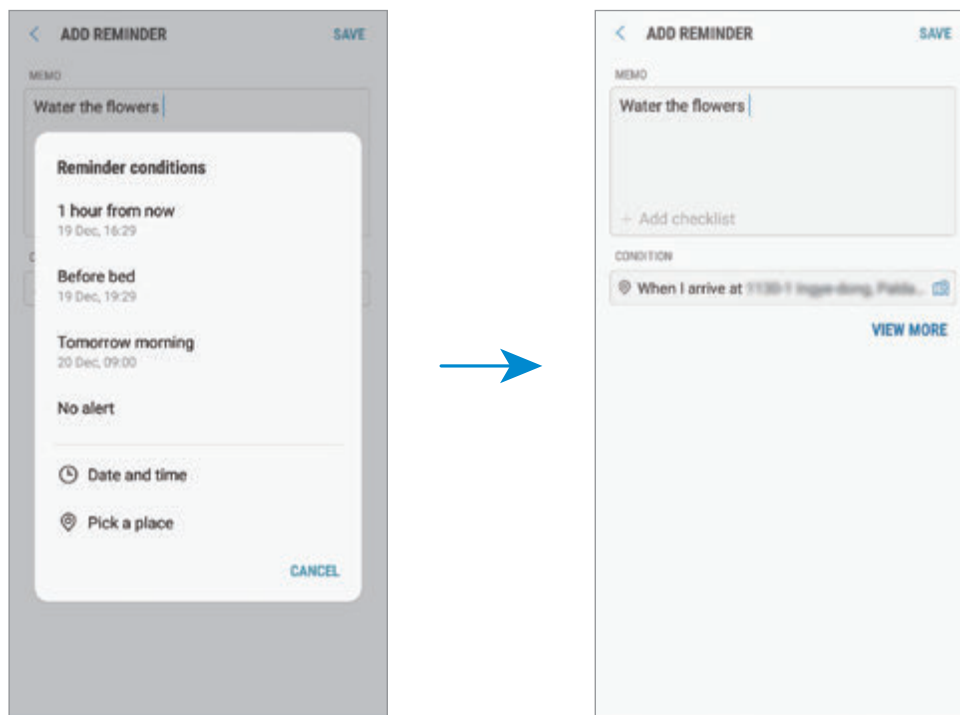 ADD REMINDER SAVE
MEMO
Water the flowers
Reminder conditions
1 hour from now
19 Dec, 16:29
Before bed
19 Dec, 19:29
Tomorrow morning
20 Dec, 09:00
No alert
Date and time
Pick a place
CANCEL
ADD REMINDER SAVE
MEMO
Water the flowers
+ Add checklist
CONDITION
When I arrive at
VIEW MORE